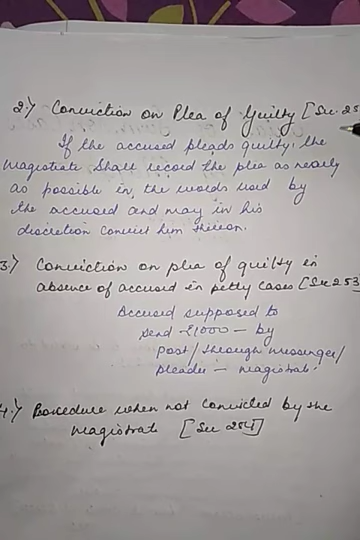 2:) Conviction on Plea of Guilty [Sec. 25
If the accused pleads guilty, the
Magistrate Shall record the plea as nearly
as possible in, the words used by
the accused and may in his
discretion convict him thereon.
3:) Conviction on plea of guilty in
absence of accused in petty cases [Sec 253]
Accused supposed to
send ₹1000 - by
post/through messenger/
pleader - magistrate.
4:) Procedure when not convicted by the
Magistrate [Sec 254]